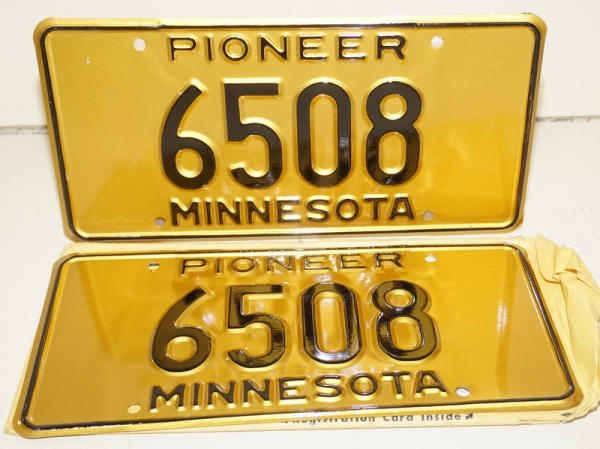 PIONEER
6508
MINNESOTA
PIONEER
6508
MINNESOTA
Registration Card Inside